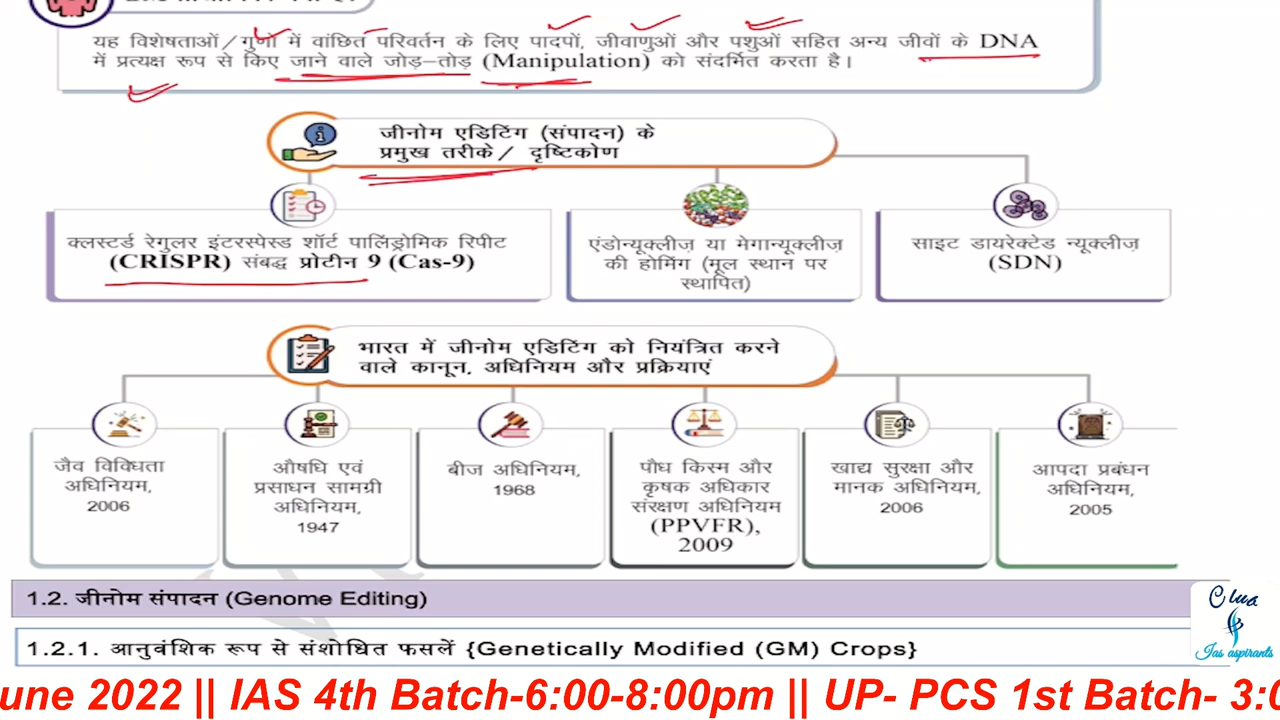 यह विशेषताओं/गुणों में वांछित परिवर्तन के लिए पादपों, जीवाणुओं और पशुओं सहित अन्य जीवों के DNA
में प्रत्यक्ष रूप से किए जाने वाले जोड़-तोड़ (Manipulation) को संदर्भित करता है।
जीनोम एडिटिंग (संपादन) के
प्रमुख तरीके/ दृष्टिकोण
क्लस्टर्ड रेगुलर इंटरस्पेस्ड शॉर्ट पालिंड्रोमिक रिपीट
(CRISPR) संबद्ध प्रोटीन 9 (Cas-9)
एंडोन्यूक्लीज़ या मेगान्यूक्लीज़
की होमिंग (मूल स्थान पर
स्थापित)
साइट डायरेक्टेड न्यूक्लीज़
(SDN)
भारत में जीनोम एडिटिंग को नियंत्रित करने
वाले कानून, अधिनियम और प्रक्रियाएं
जैव विविधता
अधिनियम,
2006
औषधि एवं
प्रसाधन सामग्री
अधिनियम,
1947
बीज अधिनियम,
1968
पौध किस्म और
कृषक अधिकार
संरक्षण अधिनियम
(PPVFR),
2009
खाद्य सुरक्षा और
मानक अधिनियम,
2006
आपदा प्रबंधन
अधिनियम,
2005
1.2. जीनोम संपादन (Genome Editing)
1.2.1. आनुवंशिक रूप से संशोधित फसलें {Genetically Modified (GM) Crops}
Ias aspirants
une 2022 || IAS 4th Batch-6:00-8:00pm || UP- PCS 1st Batch- 3:0